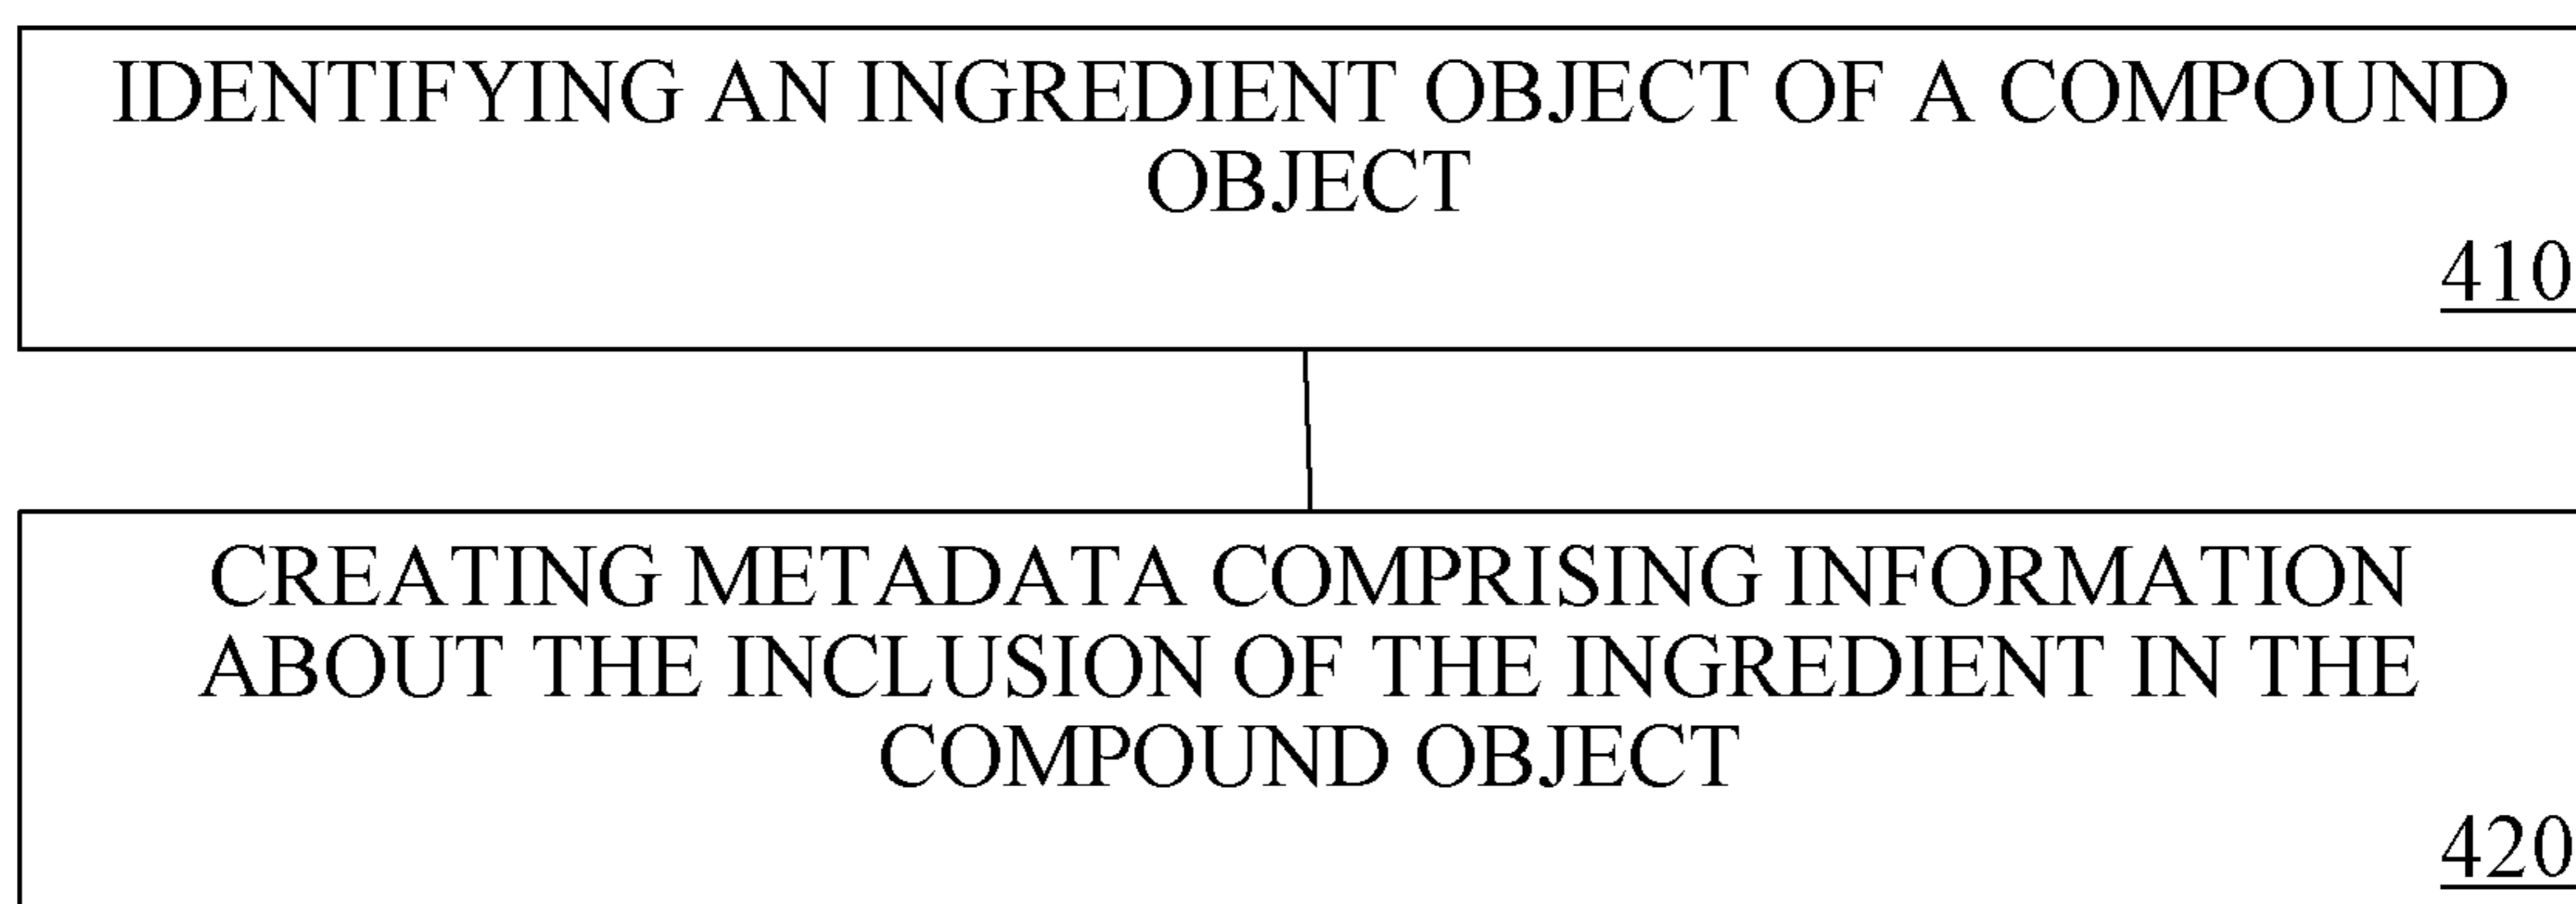 IDENTIFYING AN INGREDIENT OBJECT OF A COMPOUND
OBJECT
410
CREATING METADATA COMPRISING INFORMATION
ABOUT THE INCLUSION OF THE INGREDIENT IN THE
COMPOUND OBJECT
420